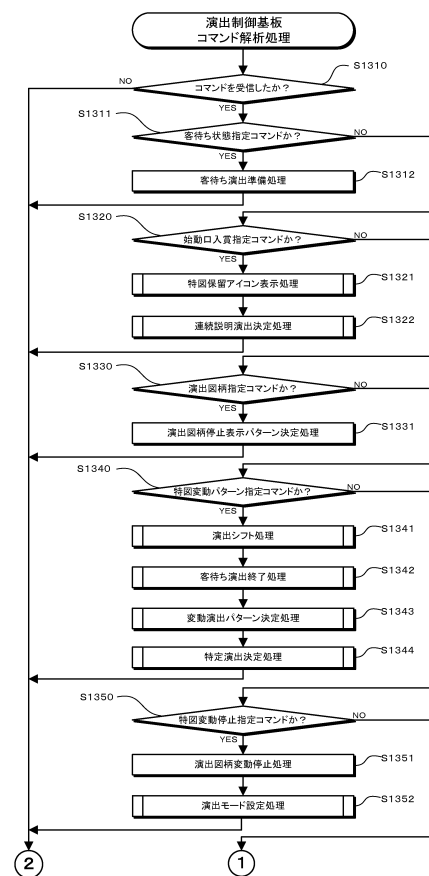 演出制御基板
コマンド解析処理
S1310
NO
コマンドを受信したか？
YES
S1311
客待ち状態指定コマンドか？
NO
YES
S1312
客待ち演出準備処理
S1320
始動口入賞指定コマンドか？
NO
YES
S1321
特図保留アイコン表示処理
S1322
連続説明演出決定処理
S1330
演出図柄指定コマンドか？
NO
YES
S1331
演出図柄停止表示パターン決定処理
S1340
特図変動パターン指定コマンドか？
NO
YES
S1341
演出シフト処理
S1342
客待ち演出終了処理
S1343
変動演出パターン決定処理
S1344
特定演出決定処理
S1350
特図変動停止指定コマンドか？
NO
YES
S1351
演出図柄変動停止処理
S1352
演出モード設定処理
2
1